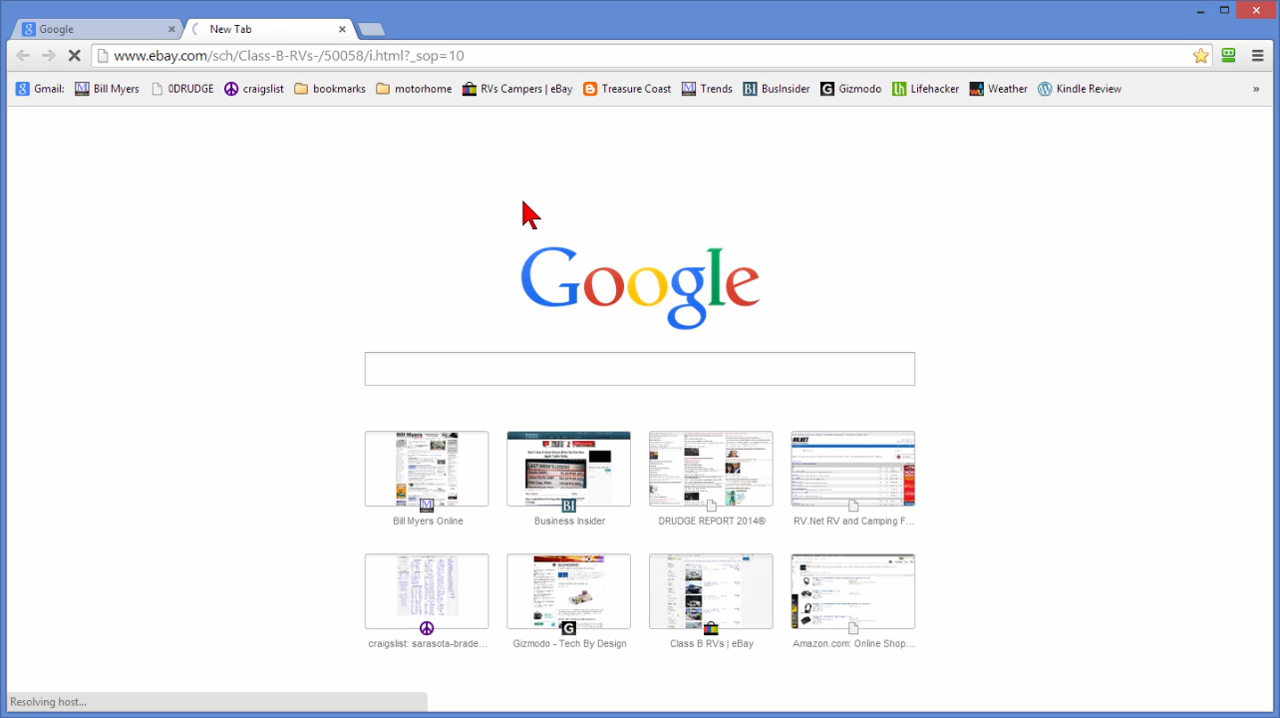 Google
New Tab
www.ebay.com/sch/Class-B-RVs-/50058/i.html?_sop=10
Gmail: Bill Myers 0DRUDGE craigslist bookmarks motorhome RVs Campers | eBay Treasure Coast Trends BusInsider Gizmodo Lifehacker Weather Kindle Review »
Google
Bill Myers Online Business Insider DRUDGE REPORT 2014® RV.Net RV and Camping F...
craigslist: sarasota-brade... Gizmodo - Tech By Design Class B RVs | eBay Amazon.com: Online Shop...
Resolving host...